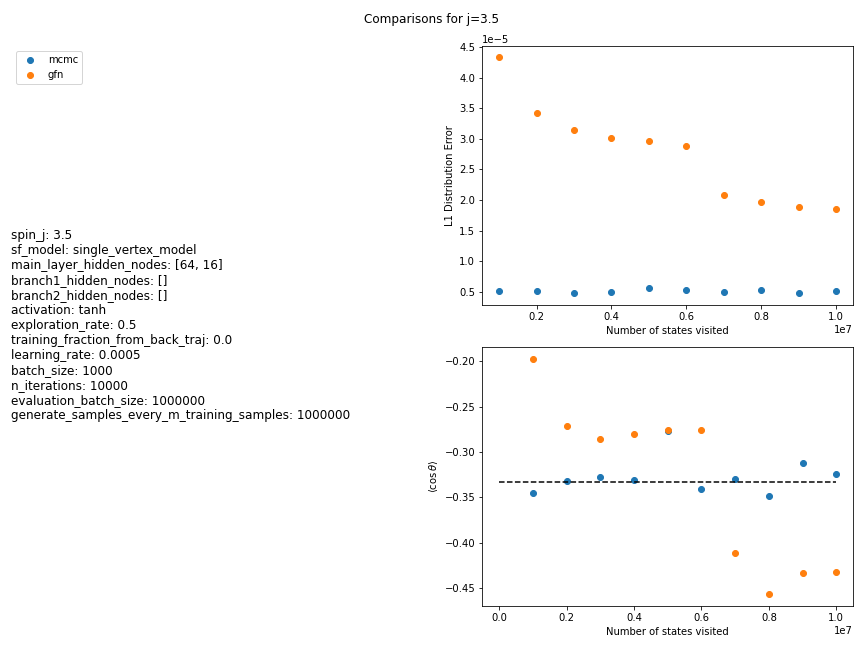 Comparisons for j=3.5
mcmc
gfn
spin_j: 3.5
sf_model: single_vertex_model
main_layer_hidden_nodes: [64, 16]
branch1_hidden_nodes: []
branch2_hidden_nodes: []
activation: tanh
exploration_rate: 0.5
training_fraction_from_back_traj: 0.0
learning_rate: 0.0005
batch_size: 1000
n_iterations: 10000
evaluation_batch_size: 1000000
generate_samples_every_m_training_samples: 1000000
1e−5
4.5
4.0
3.5
3.0
2.5
2.0
1.5
1.0
0.5
L1 Distribution Error
0.2 0.4 0.6 0.8 1.0
1e7
Number of states visited
−0.20
−0.25
−0.30
−0.35
−0.40
−0.45
⟨cos θ⟩
0.0 0.2 0.4 0.6 0.8 1.0
1e7
Number of states visited